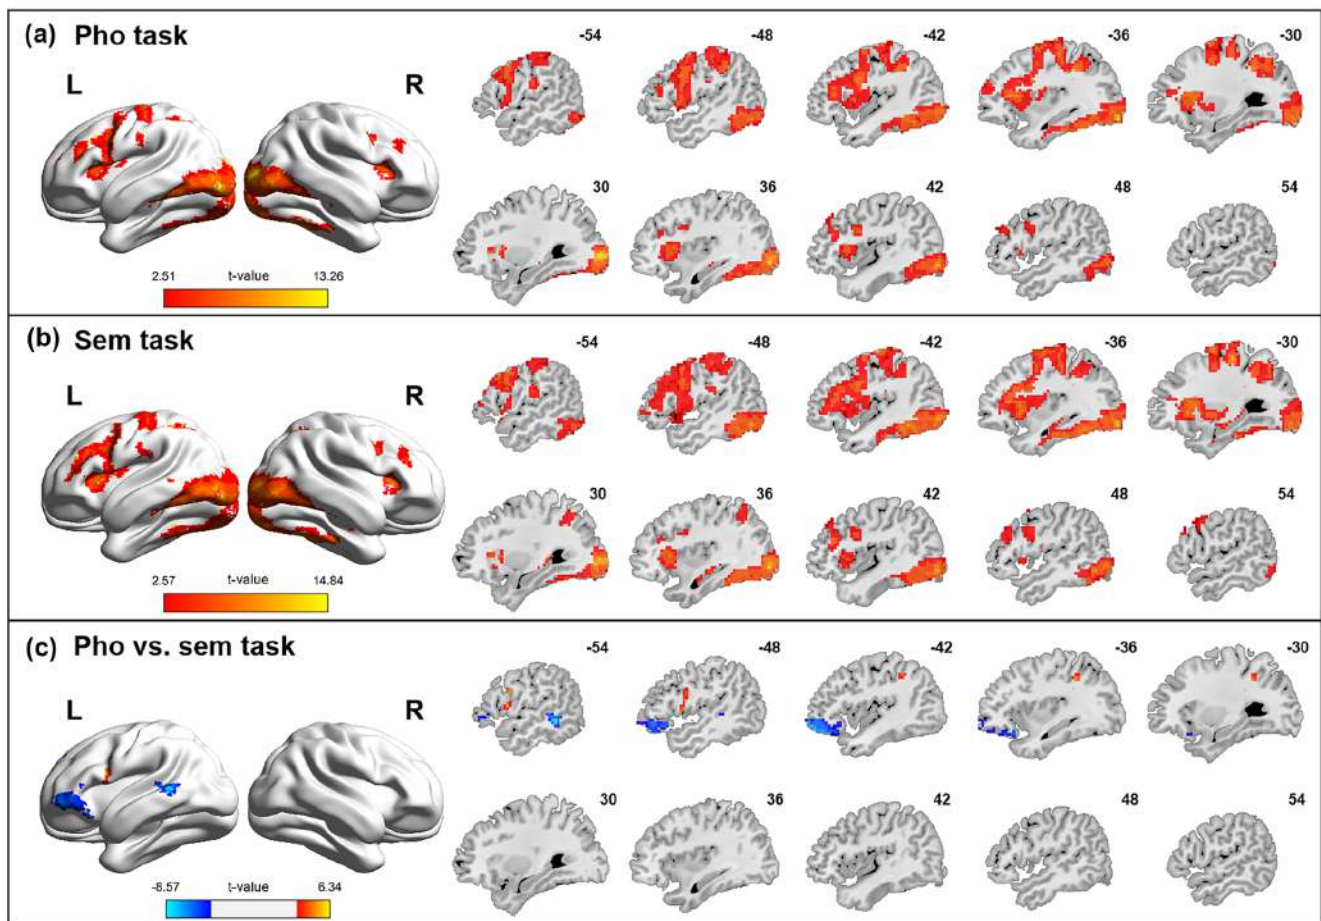 (a) Pho task
L R
2.51 t-value 13.26
-54 -48 -42 -36 -30
30 36 42 48 54
(b) Sem task
L R
2.57 t-value 14.84
-54 -48 -42 -36 -30
30 36 42 48 54
(c) Pho vs. sem task
L R
-8.57 t-value 6.34
-54 -48 -42 -36 -30
30 36 42 48 54